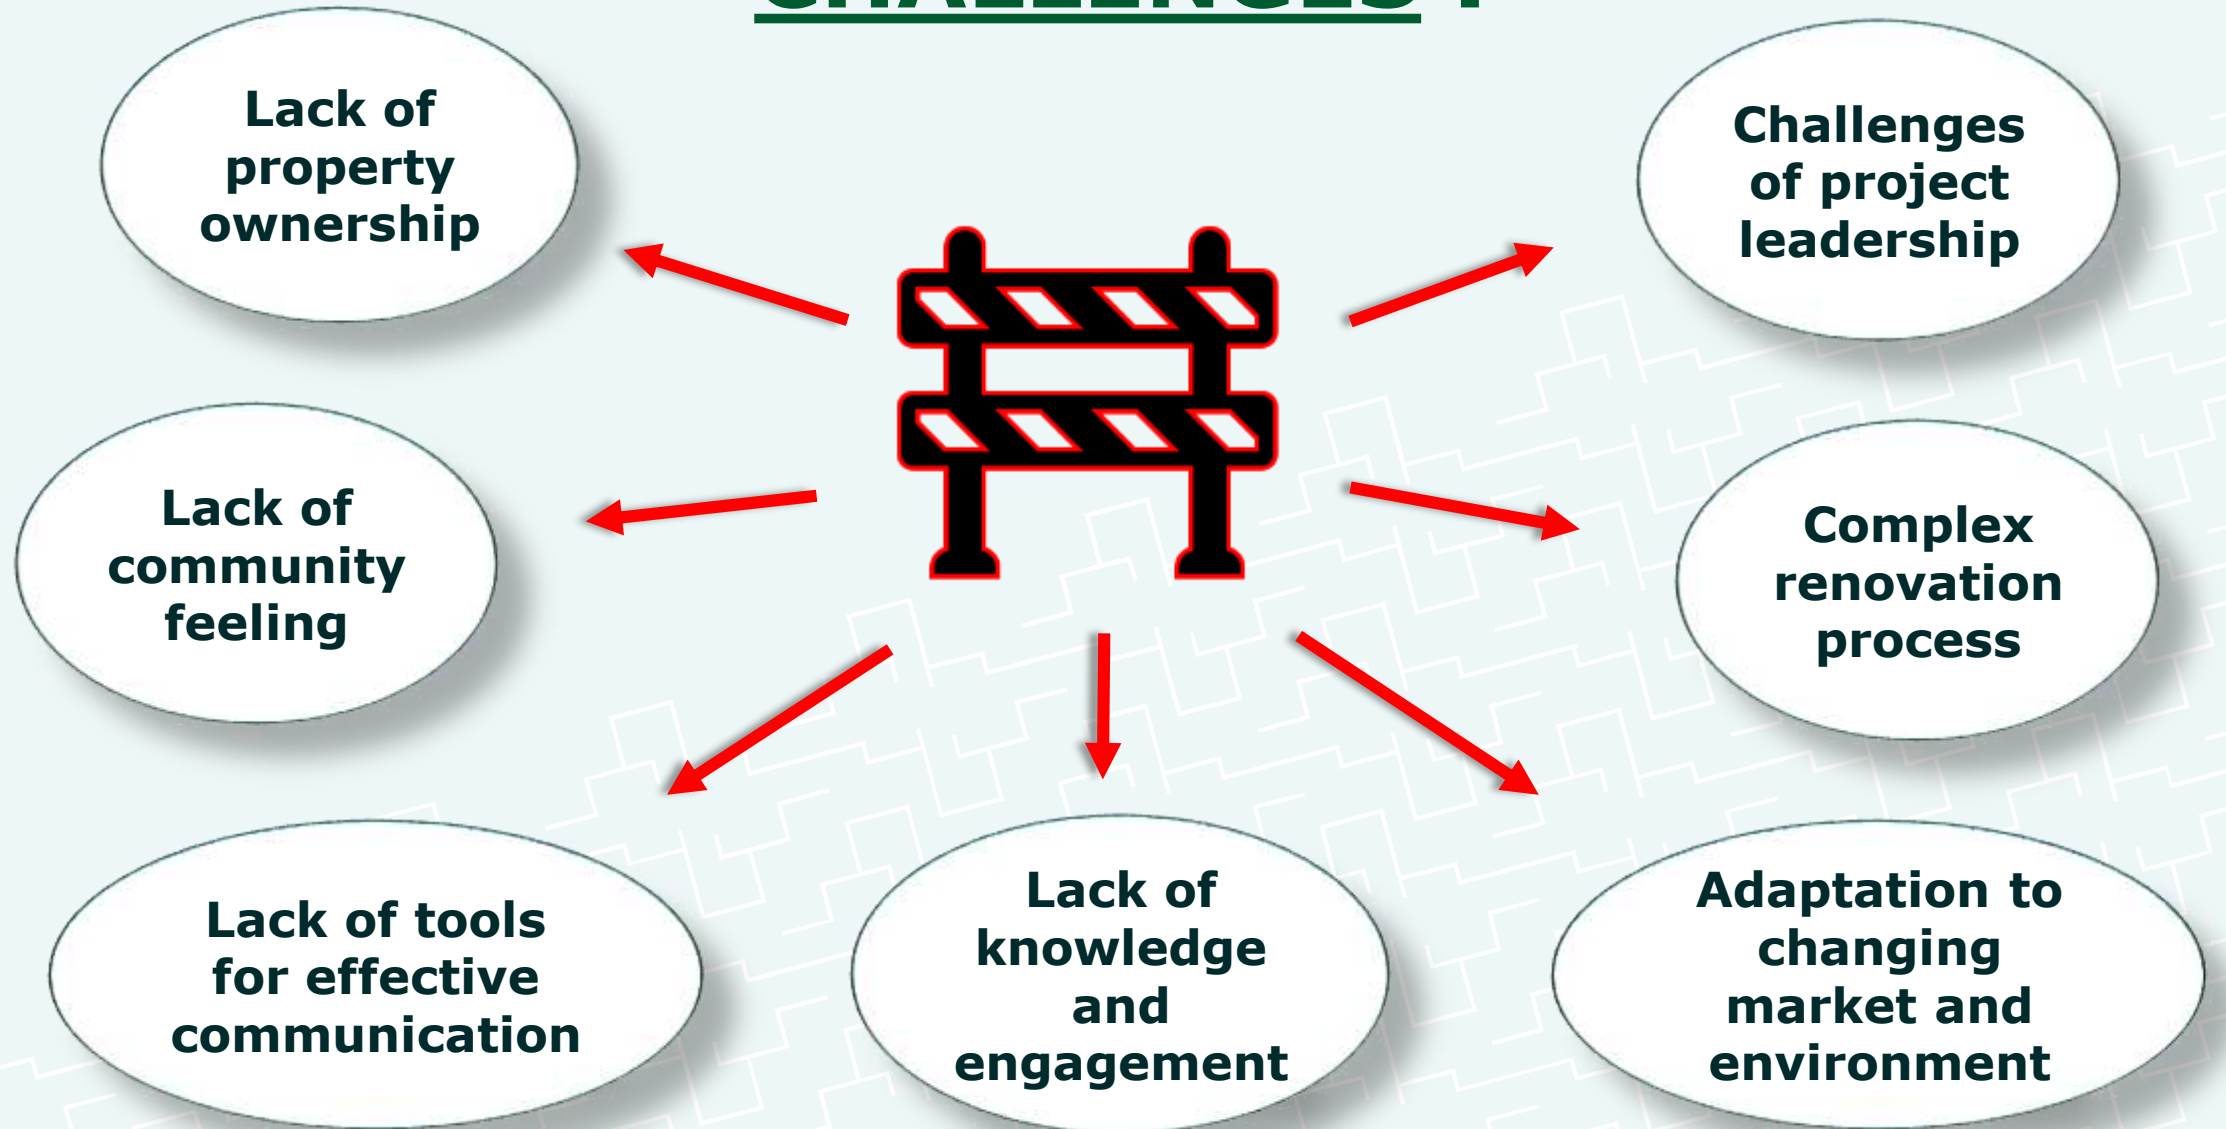 CHALLENGES:
Lack of
property
ownership
Challenges
of project
leadership
Lack of
community
feeling
Complex
renovation
process
Lack of tools
for effective
communication
Lack of
knowledge
and
engagement
Adaptation to
changing
market and
environment